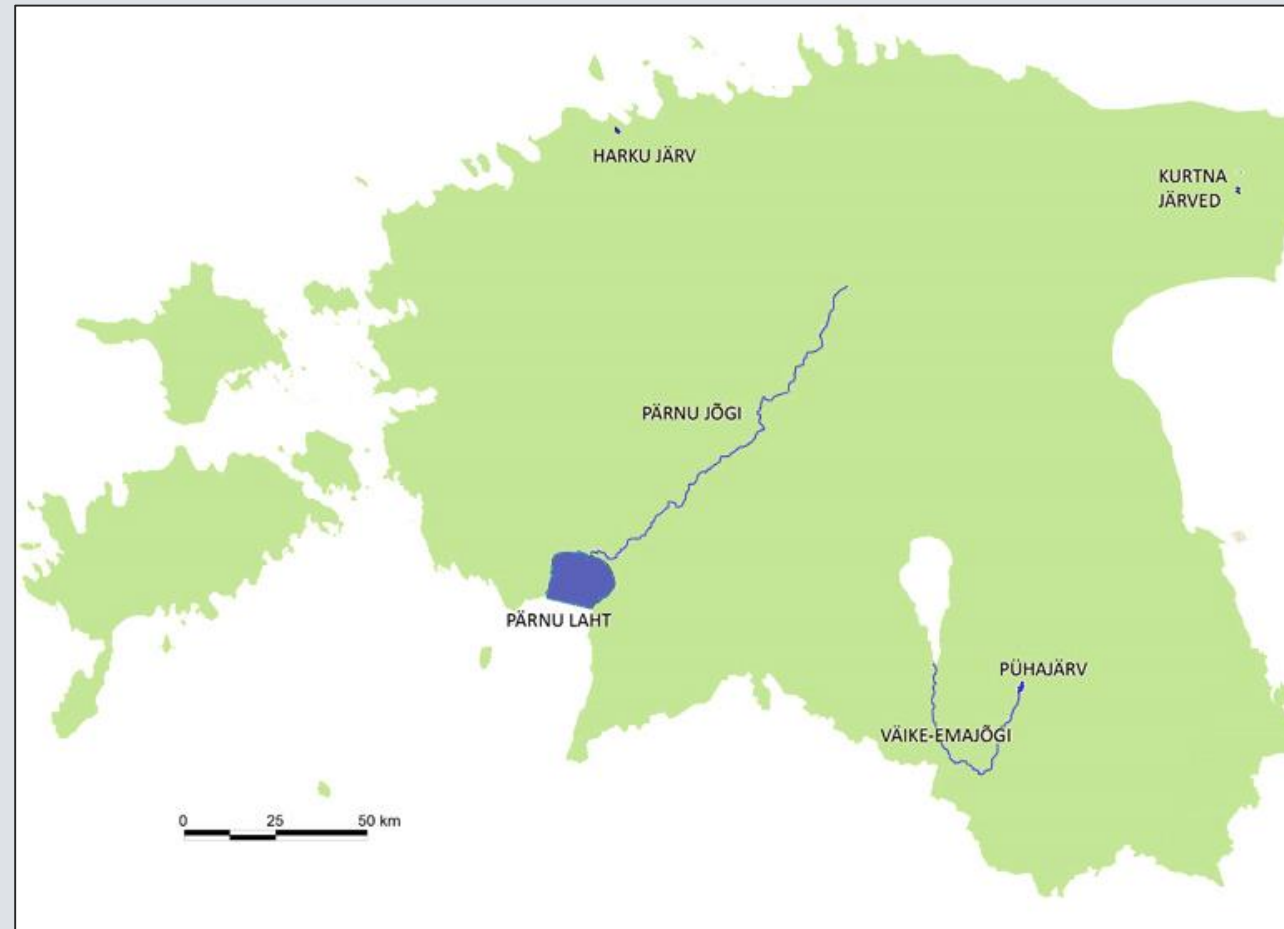 HARKU JÄRV
KURTNA
JÄRVED
PÄRNU JÕGI
PÄRNU LAHT
PÜHAJÄRV
VÄIKE-EMAJÕGI
0 25 50 km